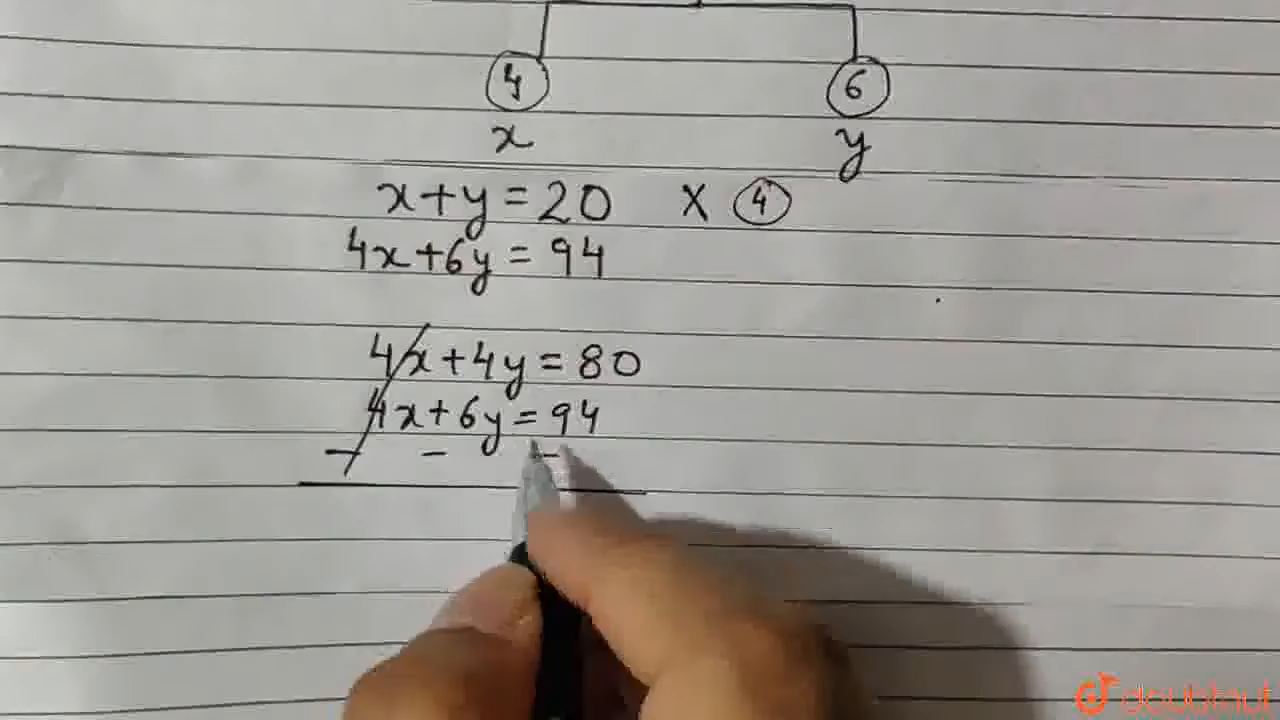 4 6
x y
x+y=20 X 4
4x+6y=94
4x+4y=80
4x+6y=94
- - -
doubtnut